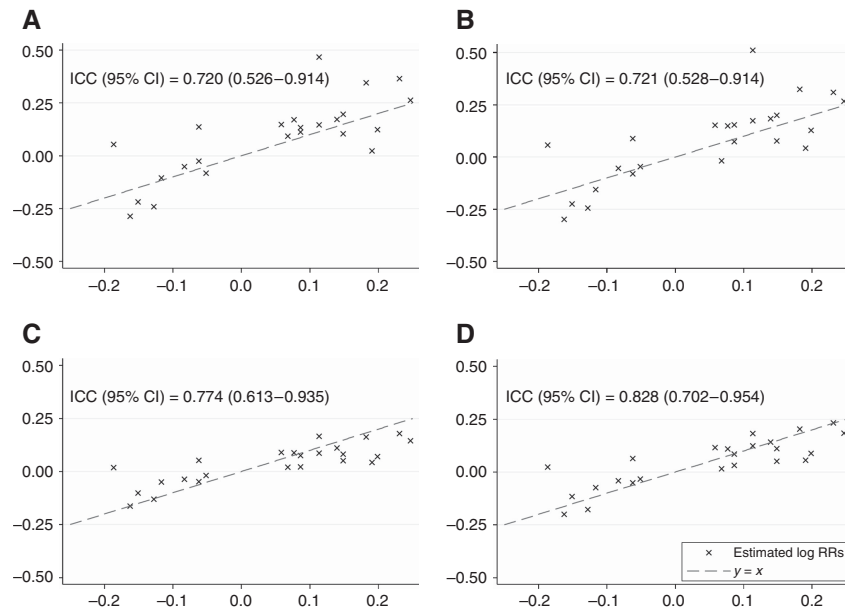 A
0.50
ICC (95% CI) = 0.720 (0.526–0.914)
0.25
0.00
–0.25
–0.50
–0.2 –0.1 0.0 0.1 0.2
B
0.50
ICC (95% CI) = 0.721 (0.528–0.914)
0.25
0.00
–0.25
–0.50
–0.2 –0.1 0.0 0.1 0.2
C
0.50
ICC (95% CI) = 0.774 (0.613–0.935)
0.25
0.00
–0.25
–0.50
–0.2 –0.1 0.0 0.1 0.2
D
0.50
ICC (95% CI) = 0.828 (0.702–0.954)
0.25
0.00
–0.25
–0.50
Estimated log RRs
y = x
–0.2 –0.1 0.0 0.1 0.2